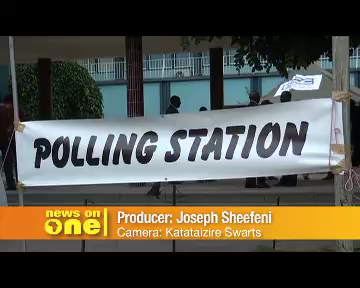 POLLING STATION
news on
one
Producer: Joseph Sheefeni
Camera: Katataizire Swarts